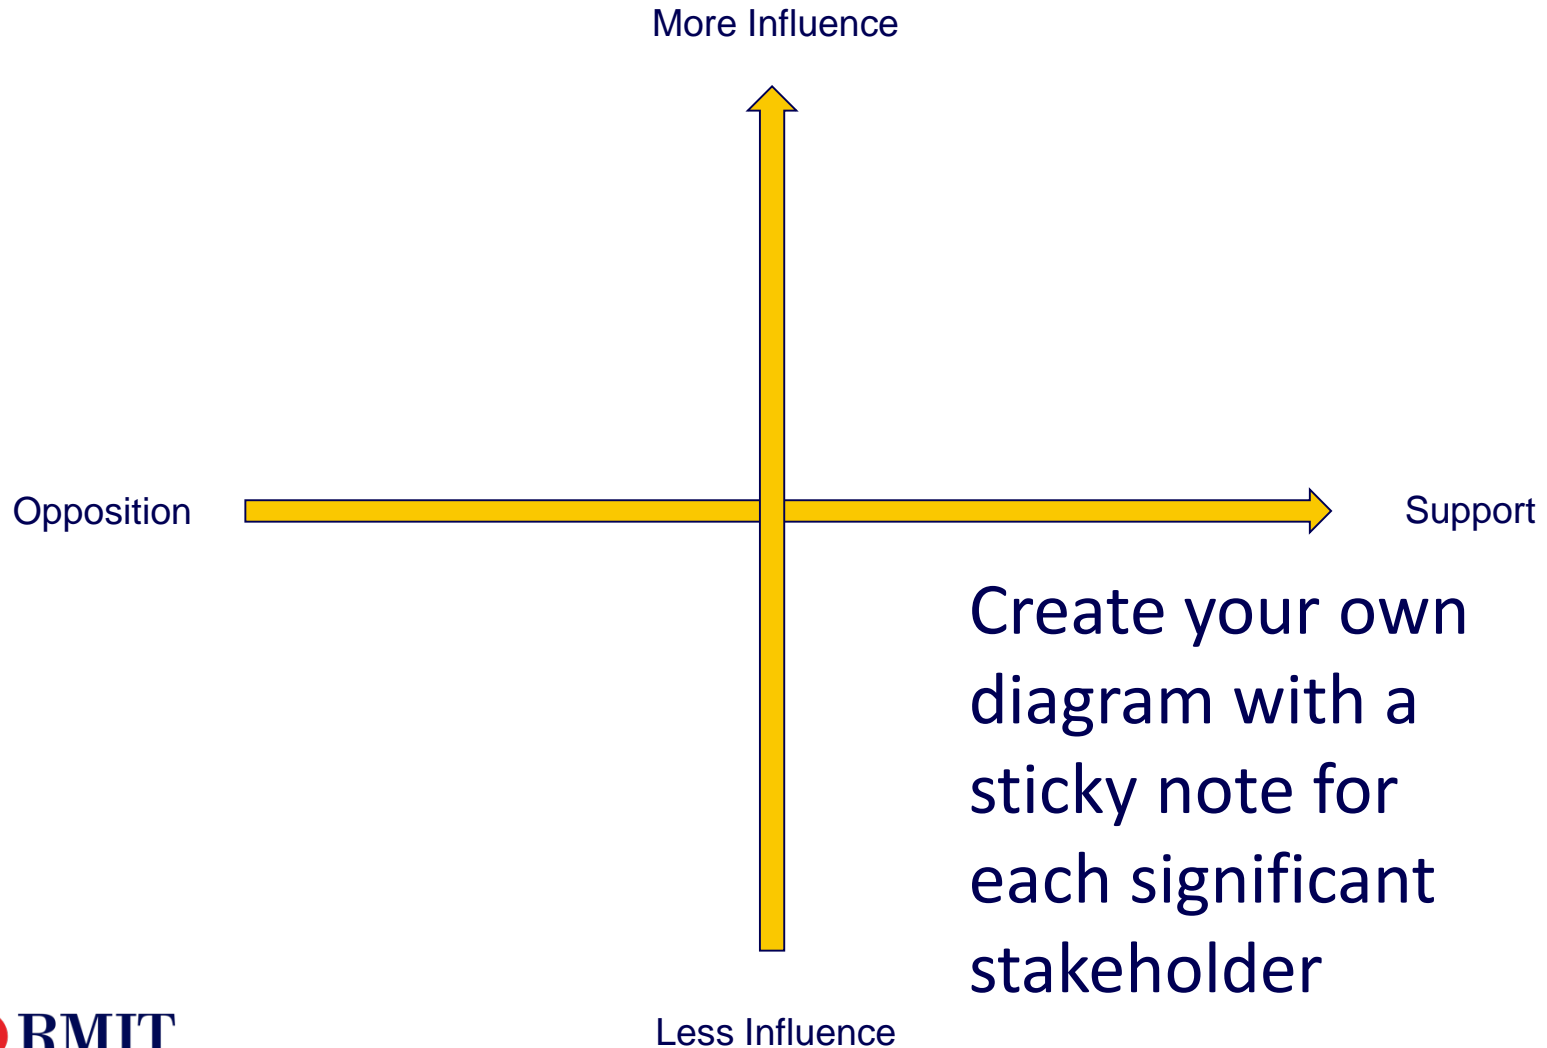 More Influence
Opposition
Support
Create your own
diagram with a
sticky note for
each significant
stakeholder
Less Influence
RMIT